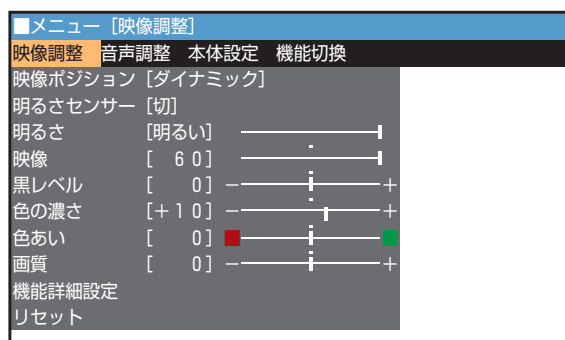 ■メニュー [映像調整]
映像調整 音声調整 本体設定 機能切換
映像ポジション [ダイナミック]
明るさセンサー [切]
明るさ [明るい]
映像 [ 60]
黒レベル [ 0] − +
色の濃さ [+10] − +
色あい [ 0]
画質 [ 0] − +
機能詳細設定
リセット